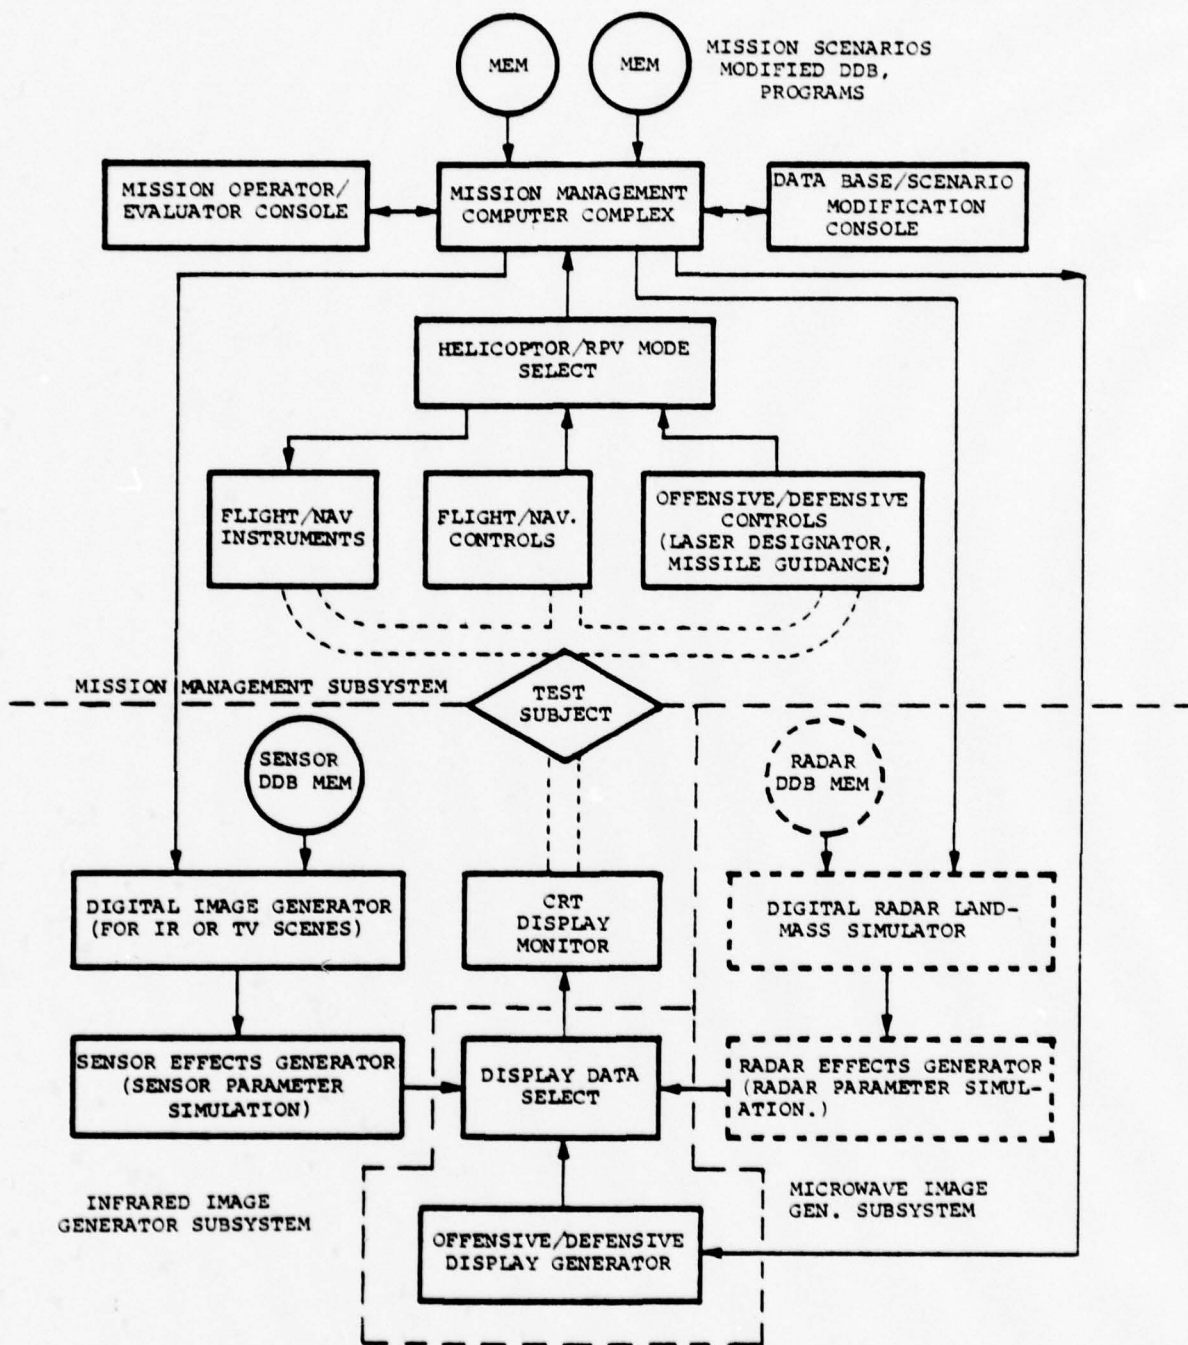 MEM
MEM
MISSION SCENARIOS
MODIFIED DDB,
PROGRAMS
MISSION OPERATOR/
EVALUATOR CONSOLE
MISSION MANAGEMENT
COMPUTER COMPLEX
DATA BASE/SCENARIO
MODIFICATION
CONSOLE
HELICOPTOR/RPV MODE
SELECT
FLIGHT/NAV
INSTRUMENTS
FLIGHT/NAV.
CONTROLS
OFFENSIVE/DEFENSIVE
CONTROLS
(LASER DESIGNATOR,
MISSILE GUIDANCE)
MISSION MANAGEMENT SUBSYSTEM
TEST
SUBJECT
SENSOR
DDB MEM
RADAR
DDB MEM
DIGITAL IMAGE GENERATOR
(FOR IR OR TV SCENES)
CRT
DISPLAY
MONITOR
DIGITAL RADAR LAND-
MASS SIMULATOR
SENSOR EFFECTS GENERATOR
(SENSOR PARAMETER
SIMULATION)
DISPLAY DATA
SELECT
RADAR EFFECTS GENERATOR
(RADAR PARAMETER SIMUL-
ATION.)
INFRARED IMAGE
GENERATOR SUBSYSTEM
OFFENSIVE/DEFENSIVE
DISPLAY GENERATOR
MICROWAVE IMAGE
GEN. SUBSYSTEM